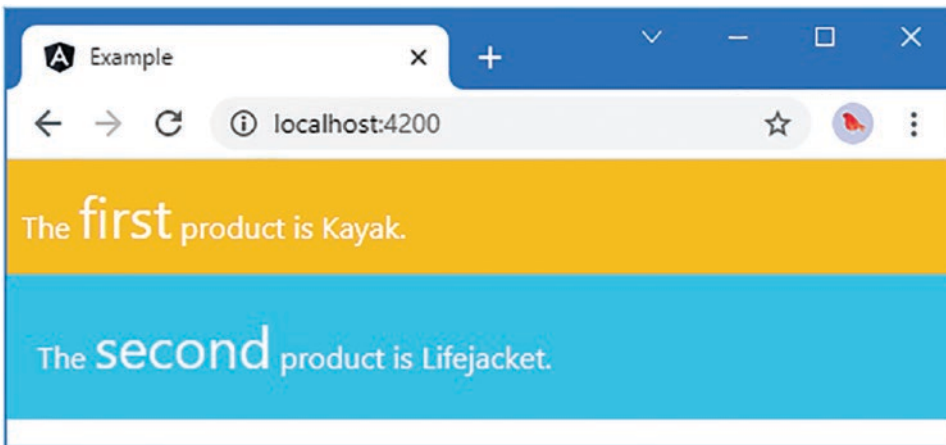 Example
localhost:4200
The first product is Kayak.
The second product is Lifejacket.